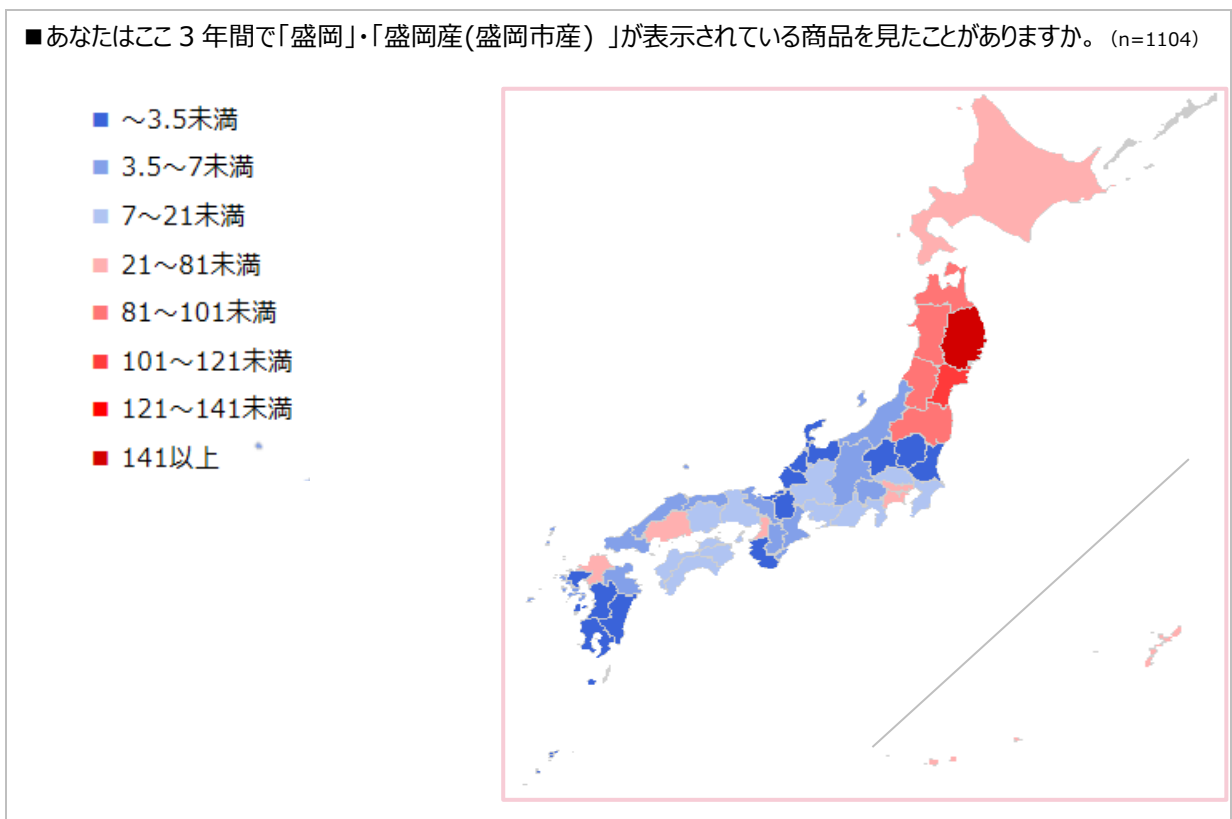 ■あなたはここ 3 年間で「盛岡」・「盛岡産(盛岡市産) 」が表示されている商品を見たことがありますか。 (n=1104)
～3.5未満
3.5～7未満
7～21未満
21～81未満
81～101未満
101～121未満
121～141未満
141以上